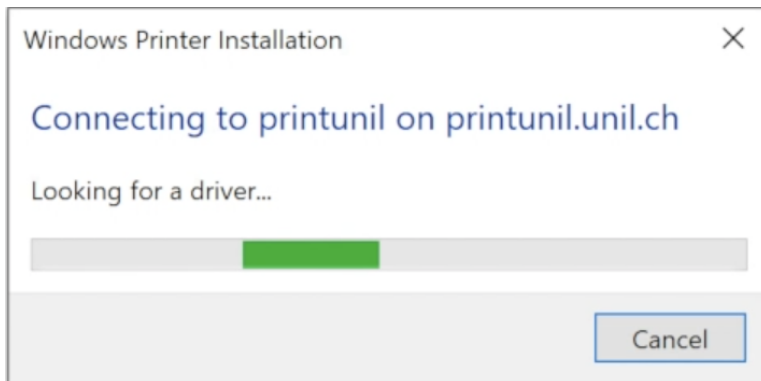 Windows Printer Installation
Connecting to printunil on printunil.unil.ch
Looking for a driver...
Cancel